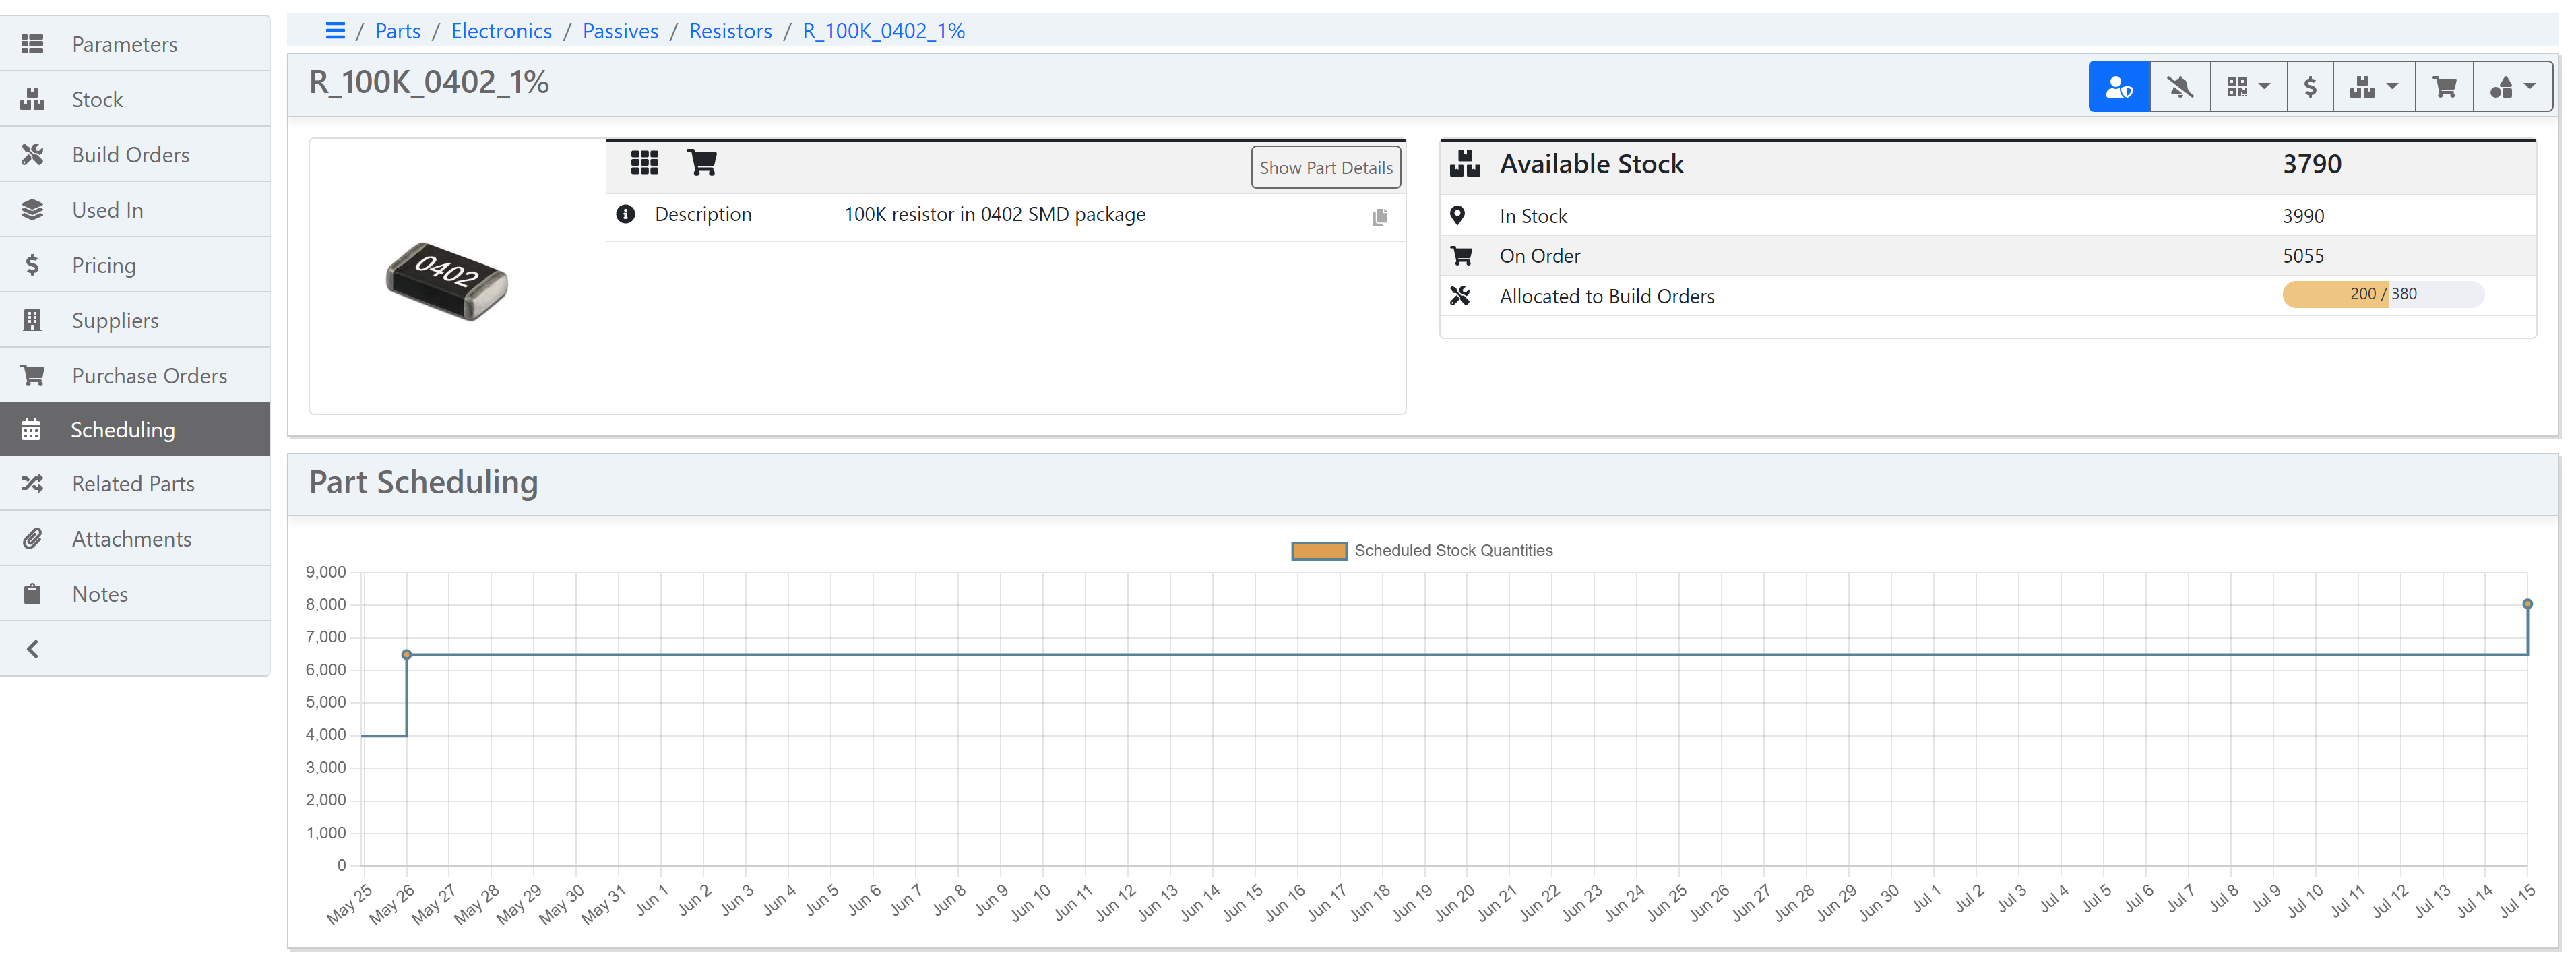 Parameters
Stock
Build Orders
Used In
Pricing
Suppliers
Purchase Orders
Scheduling
Related Parts
Attachments
Notes
/ Parts / Electronics / Passives / Resistors / R_100K_0402_1%
R_100K_0402_1%
0402
Show Part Details
Description 100K resistor in 0402 SMD package
Available Stock 3790
In Stock 3990
On Order 5055
Allocated to Build Orders 200 / 380
Part Scheduling
Scheduled Stock Quantities
9,000
8,000
7,000
6,000
5,000
4,000
3,000
2,000
1,000
0
May 25 May 26 May 27 May 28 May 29 May 30 May 31 Jun 1 Jun 2 Jun 3 Jun 4 Jun 5 Jun 6 Jun 7 Jun 8 Jun 9 Jun 10 Jun 11 Jun 12 Jun 13 Jun 14 Jun 15 Jun 16 Jun 17 Jun 18 Jun 19 Jun 20 Jun 21 Jun 22 Jun 23 Jun 24 Jun 25 Jun 26 Jun 27 Jun 28 Jun 29 Jun 30 Jul 1 Jul 2 Jul 3 Jul 4 Jul 5 Jul 6 Jul 7 Jul 8 Jul 9 Jul 10 Jul 11 Jul 12 Jul 13 Jul 14 Jul 15